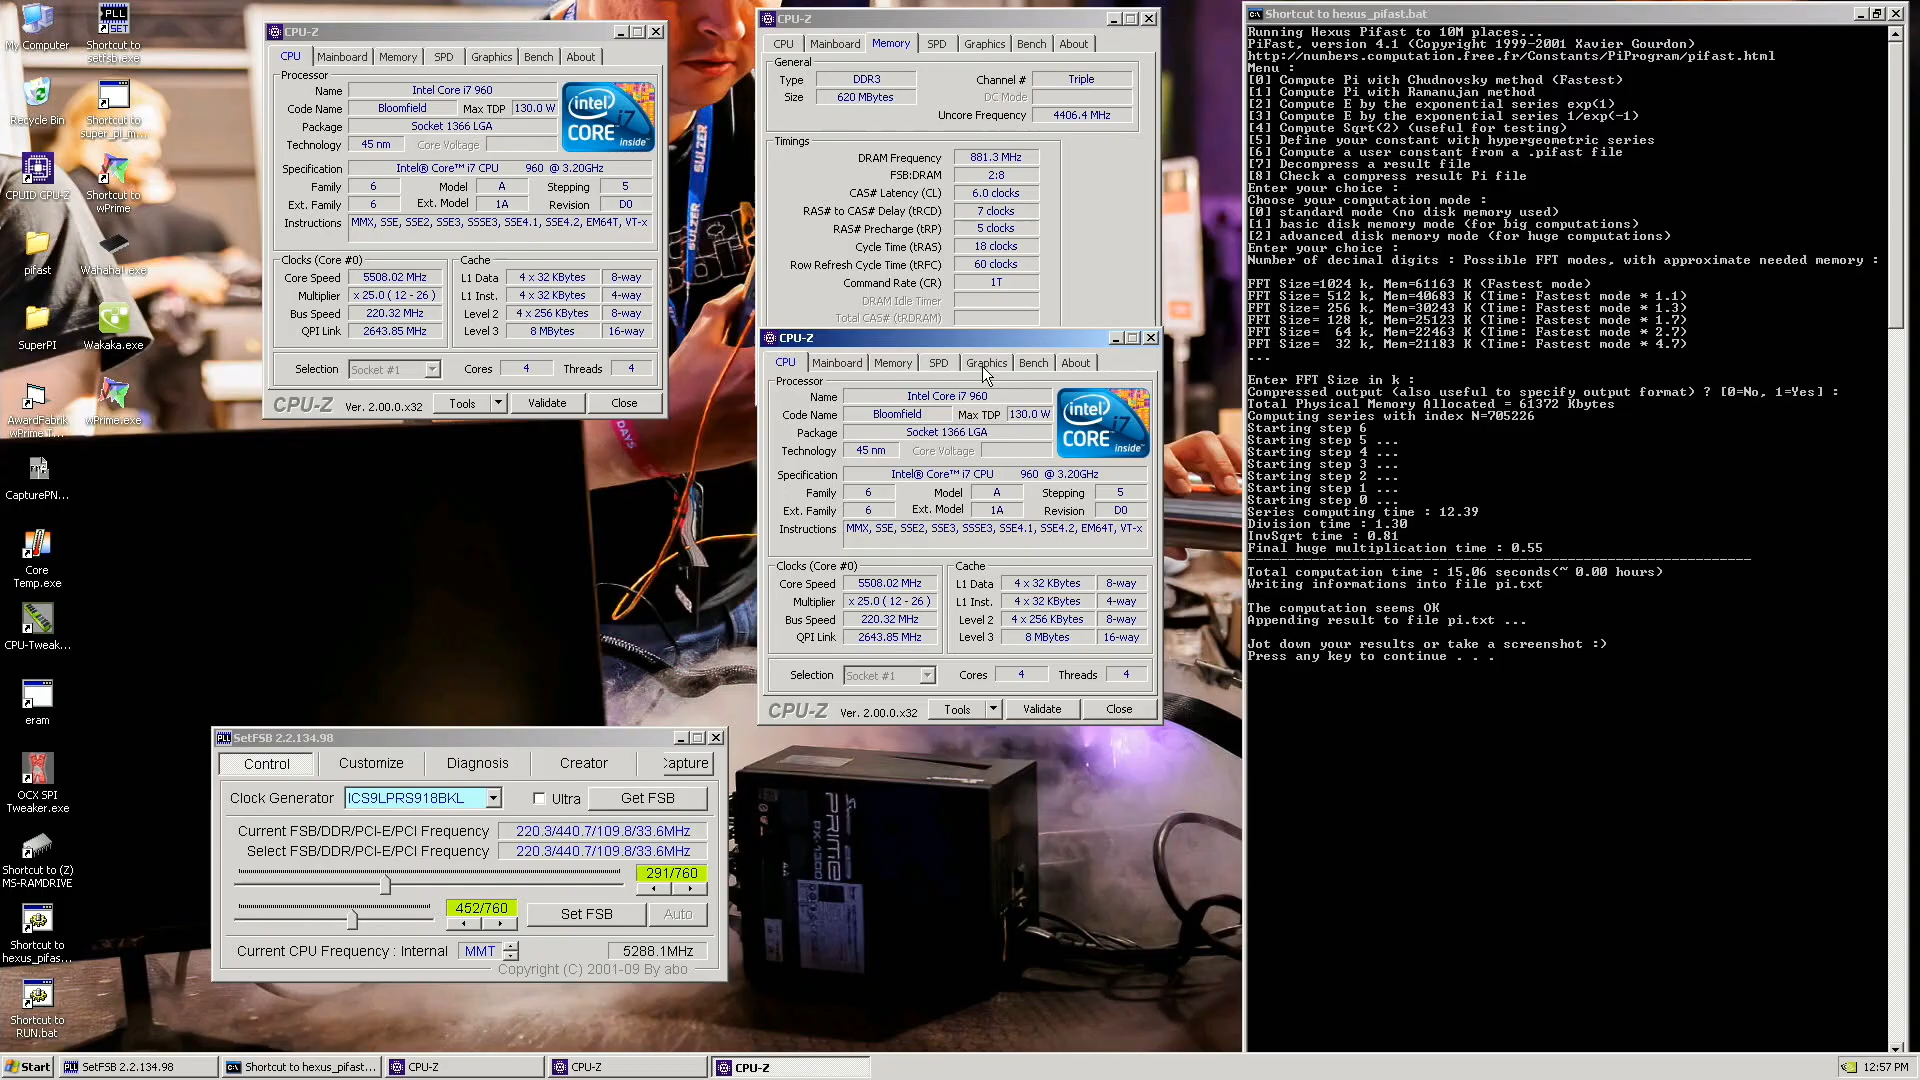 My Computer
Shortcut to
setfsb.exe
Recycle Bin
Shortcut to
super_pi_m...
CPUID CPU-Z
Shortcut to
wPrime
pifast
Wahaha!.exe
SuperPI
Wakaka.exe
AwardFabrik
wPrime T...
wPrime.exe
CapturePN...
Core
Temp.exe
CPU-Tweak...
eram
OCX SPI
Tweaker.exe
Shortcut to (Z)
MS-RAMDRIVE
Shortcut to
hexus_pifas...
Shortcut to
RUN.bat
CPU-Z
CPU Mainboard Memory SPD Graphics Bench About
Processor
Name Intel Core i7 960
Code Name Bloomfield Max TDP 130.0 W
Package Socket 1366 LGA
Technology 45 nm Core Voltage
intel CORE i7 inside™
Specification Intel® Core™ i7 CPU 960 @ 3.20GHz
Family 6 Model A Stepping 5
Ext. Family 6 Ext. Model 1A Revision D0
Instructions MMX, SSE, SSE2, SSE3, SSSE3, SSE4.1, SSE4.2, EM64T, VT-x
Clocks (Core #0) Cache
Core Speed 5508.02 MHz L1 Data 4 x 32 KBytes 8-way
Multiplier x 25.0 ( 12 - 26 ) L1 Inst. 4 x 32 KBytes 4-way
Bus Speed 220.32 MHz Level 2 4 x 256 KBytes 8-way
QPI Link 2643.85 MHz Level 3 8 MBytes 16-way
Selection Socket #1 Cores 4 Threads 4
CPU-Z Ver. 2.00.0.x32 Tools Validate Close
CPU-Z
CPU Mainboard Memory SPD Graphics Bench About
General
Type DDR3 Channel # Triple
Size 620 MBytes DC Mode
Uncore Frequency 4406.4 MHz
Timings
DRAM Frequency 881.3 MHz
FSB:DRAM 2:8
CAS# Latency (CL) 6.0 clocks
RAS# to CAS# Delay (tRCD) 7 clocks
RAS# Precharge (tRP) 5 clocks
Cycle Time (tRAS) 18 clocks
Row Refresh Cycle Time (tRFC) 60 clocks
Command Rate (CR) 1T
DRAM Idle Timer
Total CAS# (tRDRAM)
CPU-Z
CPU Mainboard Memory SPD Graphics Bench About
Processor
Name Intel Core i7 960
Code Name Bloomfield Max TDP 130.0 W
Package Socket 1366 LGA
Technology 45 nm Core Voltage
intel CORE i7 inside™
Specification Intel® Core™ i7 CPU 960 @ 3.20GHz
Family 6 Model A Stepping 5
Ext. Family 6 Ext. Model 1A Revision D0
Instructions MMX, SSE, SSE2, SSE3, SSSE3, SSE4.1, SSE4.2, EM64T, VT-x
Clocks (Core #0) Cache
Core Speed 5508.02 MHz L1 Data 4 x 32 KBytes 8-way
Multiplier x 25.0 ( 12 - 26 ) L1 Inst. 4 x 32 KBytes 4-way
Bus Speed 220.32 MHz Level 2 4 x 256 KBytes 8-way
QPI Link 2643.85 MHz Level 3 8 MBytes 16-way
Selection Socket #1 Cores 4 Threads 4
CPU-Z Ver. 2.00.0.x32 Tools Validate Close
SULZER
DAYS
PRIME
PX-1300
SetFSB 2.2.134.98
Control Customize Diagnosis Creator Capture
Clock Generator ICS9LPRS918BKL Ultra Get FSB
Current FSB/DDR/PCI-E/PCI Frequency 220.3/440.7/109.8/33.6MHz
Select FSB/DDR/PCI-E/PCI Frequency 220.3/440.7/109.8/33.6MHz
291/760
452/760 Set FSB Auto
Current CPU Frequency : Internal MMT 5288.1MHz
Copyright (C) 2001-09 By abo
Shortcut to hexus_pifast.bat
Running Hexus Pifast to 10M places...
PiFast, version 4.1 (Copyright 1999-2001 Xavier Gourdon)
http://numbers.computation.free.fr/Constants/PiProgram/pifast.html
Menu :
[0] Compute Pi with Chudnovsky method (Fastest)
[1] Compute Pi with Ramanujan method
[2] Compute E by the exponential series exp(1)
[3] Compute E by the exponential series 1/exp(-1)
[4] Compute Sqrt(2) (useful for testing)
[5] Define your constant with hypergeometric series
[6] Compute a user constant from a .pifast file
[7] Decompress a result file
[8] Check a compress result Pi file
Enter your choice :
Choose your computation mode :
[0] standard mode (no disk memory used)
[1] basic disk memory mode (for big computations)
[2] advanced disk memory mode (for huge computations)
Enter your choice :
Number of decimal digits : Possible FFT modes, with approximate needed memory :
FFT Size=1024 k, Mem=61163 K (Fastest mode)
FFT Size= 512 k, Mem=40683 K (Time: Fastest mode * 1.1)
FFT Size= 256 k, Mem=30243 K (Time: Fastest mode * 1.3)
FFT Size= 128 k, Mem=25123 K (Time: Fastest mode * 1.7)
FFT Size= 64 k, Mem=22463 K (Time: Fastest mode * 2.7)
FFT Size= 32 k, Mem=21183 K (Time: Fastest mode * 4.7)
...
Enter FFT Size in k :
Compressed output (also useful to specify output format) ? [0=No, 1=Yes] :
Total Physical Memory Allocated = 61372 Kbytes
Computing series with index N=705226
Starting step 6
Starting step 5 ...
Starting step 4 ...
Starting step 3 ...
Starting step 2 ...
Starting step 1 ...
Starting step 0 ...
Series computing time : 12.39
Division time : 1.30
InvSqrt time : 0.81
Final huge multiplication time : 0.55
Total computation time : 15.06 seconds(~ 0.00 hours)
Writing informations into file pi.txt
The computation seems OK
Appending result to file pi.txt ...
Jot down your results or take a screenshot :)
Press any key to continue . . .
Start SetFSB 2.2.134.98 Shortcut to hexus_pifast... CPU-Z CPU-Z CPU-Z 12:57 PM